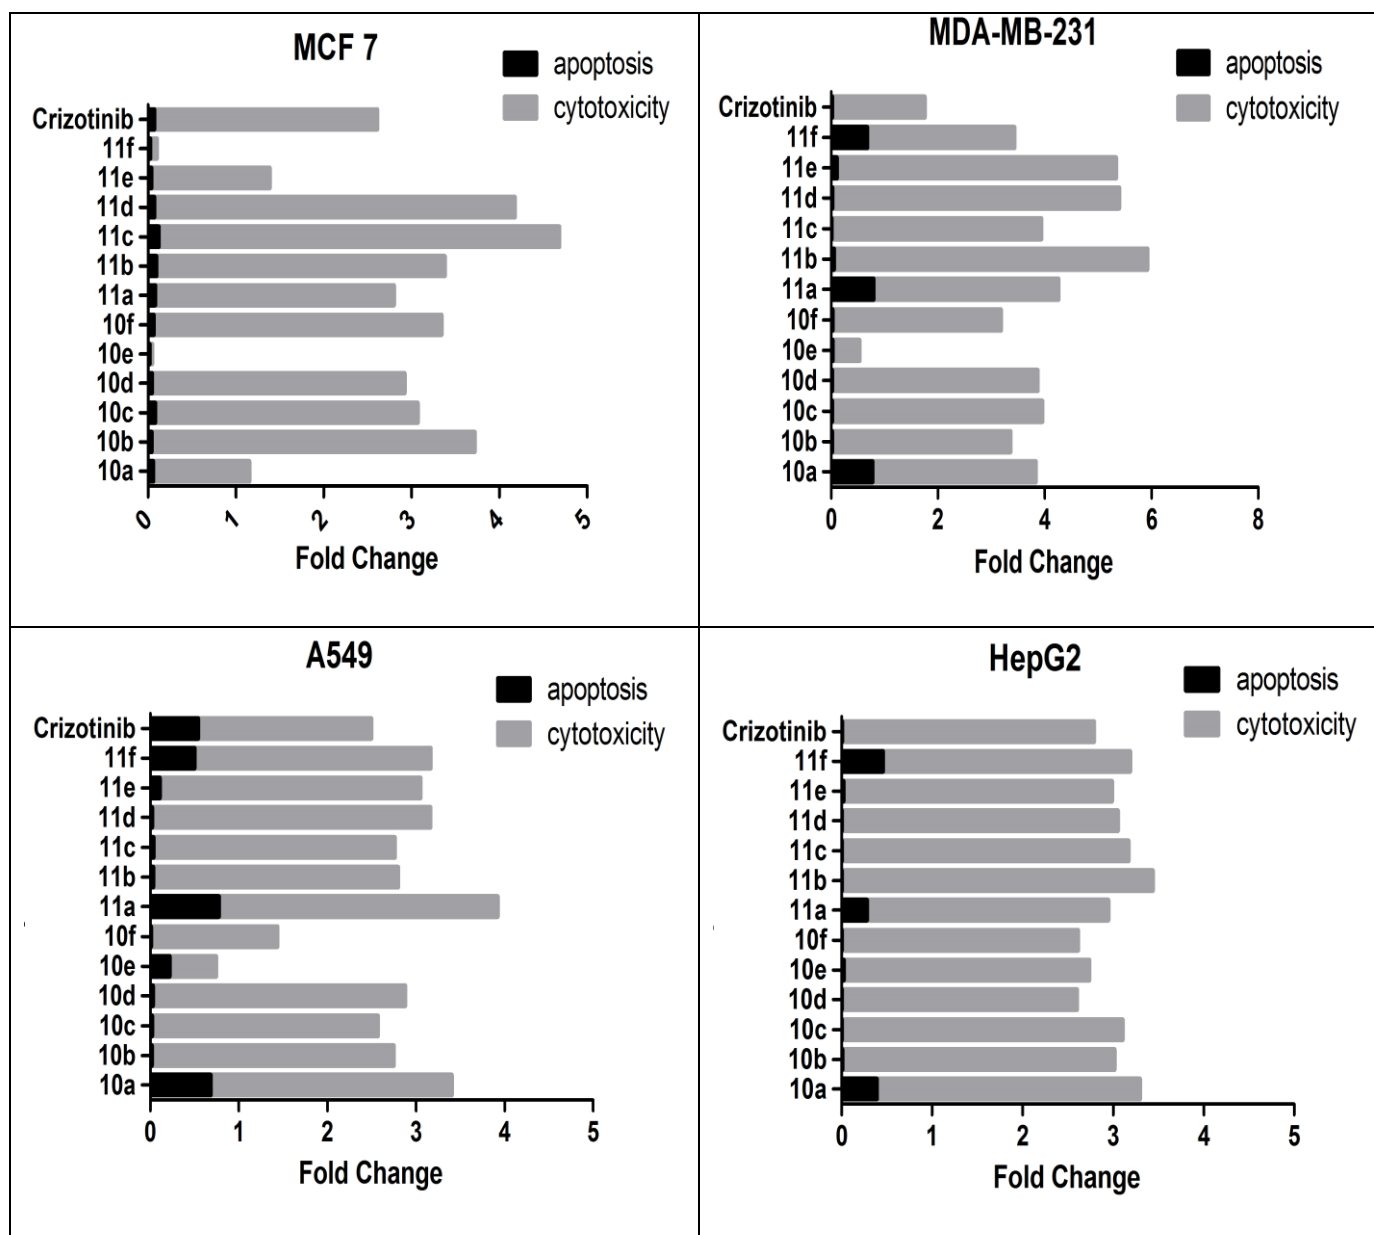 MCF 7
apoptosis
cytotoxicity
Crizotinib
11f
11e
11d
11c
11b
11a
10f
10e
10d
10c
10b
10a
0 1 2 3 4 5
Fold Change
MDA-MB-231
apoptosis
cytotoxicity
Crizotinib
11f
11e
11d
11c
11b
11a
10f
10e
10d
10c
10b
10a
0 2 4 6 8
Fold Change
A549
apoptosis
cytotoxicity
Crizotinib
11f
11e
11d
11c
11b
11a
10f
10e
10d
10c
10b
10a
0 1 2 3 4 5
Fold Change
HepG2
apoptosis
cytotoxicity
Crizotinib
11f
11e
11d
11c
11b
11a
10f
10e
10d
10c
10b
10a
0 1 2 3 4 5
Fold Change